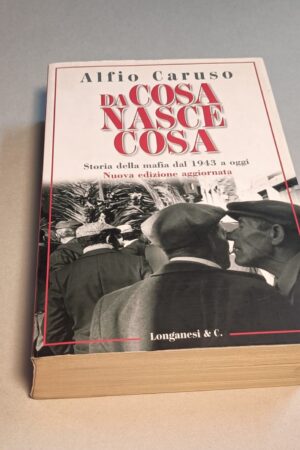 Alfio Caruso
DA COSA
NASCE
COSA
Storia della mafia dal 1943 a oggi
Nuova edizione aggiornata
Longanesi & C.